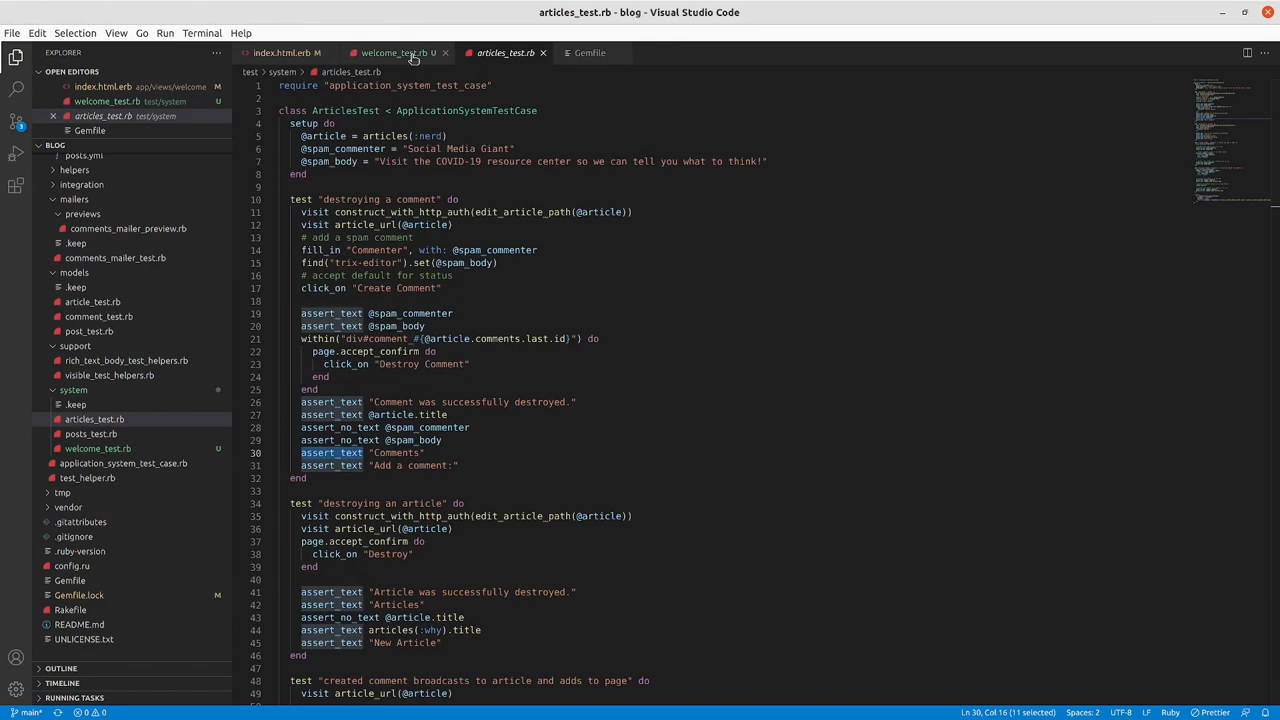 articles_test.rb - blog - Visual Studio Code
File Edit Selection View Go Run Terminal Help
EXPLORER
OPEN EDITORS
index.html.erb app/views/welcome M
welcome_test.rb test/system U
articles_test.rb test/system
Gemfile
BLOG
posts.yml
helpers
integration
mailers
previews
comments_mailer_preview.rb
.keep
comments_mailer_test.rb
models
.keep
article_test.rb
comment_test.rb
post_test.rb
support
rich_text_body_test_helpers.rb
visible_test_helpers.rb
system
.keep
articles_test.rb
posts_test.rb
welcome_test.rb U
application_system_test_case.rb
test_helper.rb
tmp
vendor
.gitattributes
.gitignore
.ruby-version
config.ru
Gemfile
Gemfile.lock M
Rakefile
README.md
UNLICENSE.txt
OUTLINE
TIMELINE
RUNNING TASKS
3
index.html.erb M welcome_test.rb U articles_test.rb Gemfile
test system articles_test.rb
1 require "application_system_test_case"
2
3 class ArticlesTest < ApplicationSystemTestCase
4 setup do
5 @article = articles(:nerd)
6 @spam_commenter = "Social Media Giant"
7 @spam_body = "Visit the COVID-19 resource center so we can tell you what to think!"
8 end
9
10 test "destroying a comment" do
11 visit construct_with_http_auth(edit_article_path(@article))
12 visit article_url(@article)
13 # add a spam comment
14 fill_in "Commenter", with: @spam_commenter
15 find("trix-editor").set(@spam_body)
16 # accept default for status
17 click_on "Create Comment"
18
19 assert_text @spam_commenter
20 assert_text @spam_body
21 within("div#comment_#{@article.comments.last.id}") do
22 page.accept_confirm do
23 click_on "Destroy Comment"
24 end
25 end
26 assert_text "Comment was successfully destroyed."
27 assert_text @article.title
28 assert_no_text @spam_commenter
29 assert_no_text @spam_body
30 assert_text "Comments"
31 assert_text "Add a comment:"
32 end
33
34 test "destroying an article" do
35 visit construct_with_http_auth(edit_article_path(@article))
36 visit article_url(@article)
37 page.accept_confirm do
38 click_on "Destroy"
39 end
40
41 assert_text "Article was successfully destroyed."
42 assert_text "Articles"
43 assert_no_text @article.title
44 assert_text articles(:why).title
45 assert_text "New Article"
46 end
47
48 test "created comment broadcasts to article and adds to page" do
49 visit article_url(@article)
main* 0 0 Ln 30, Col 16 (11 selected) Spaces: 2 UTF-8 LF Ruby Prettier